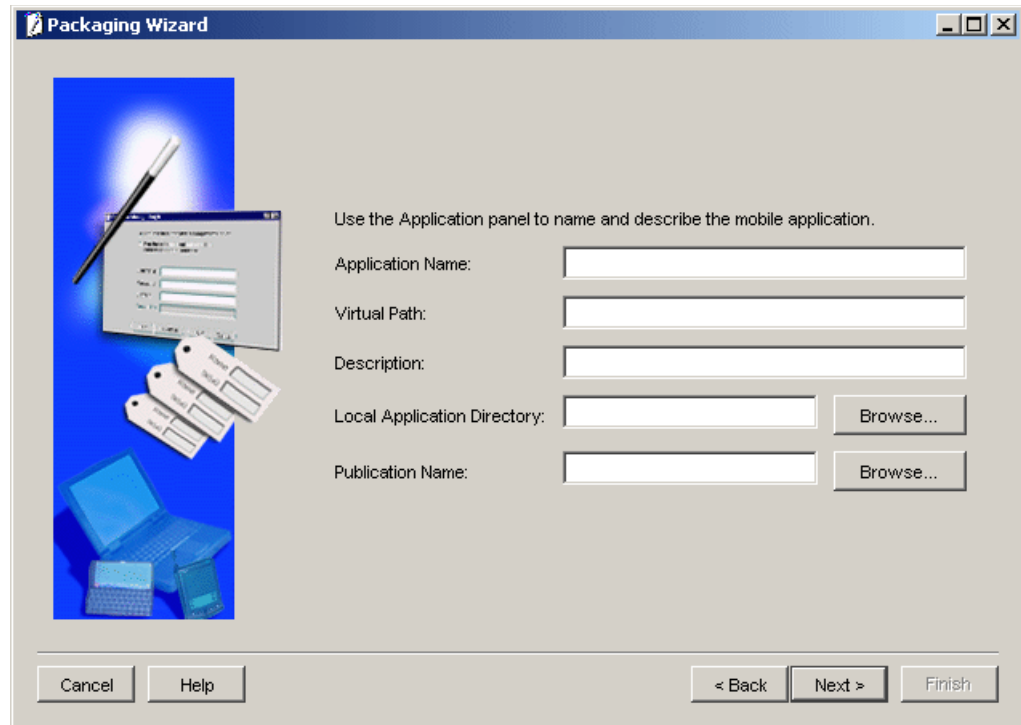 Packaging Wizard
Use the Application panel to name and describe the mobile application.
Application Name:
Virtual Path:
Description:
Local Application Directory:
Browse...
Publication Name:
Browse...
Cancel
Help
< Back
Next >
Finish